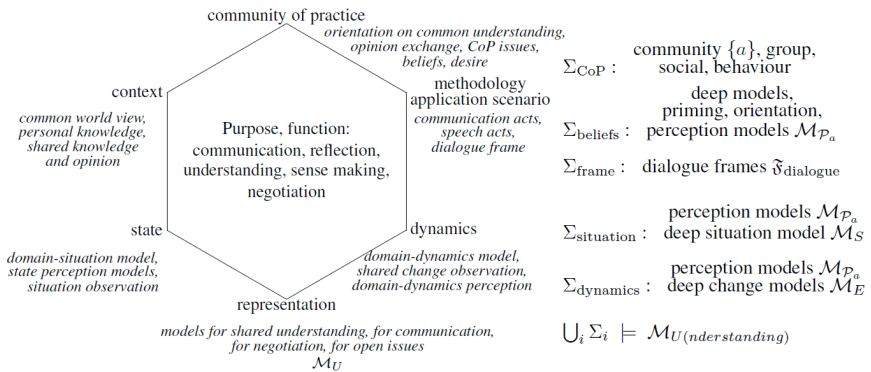 community of practice
orientation on common understanding,
opinion exchange, CoP issues,
beliefs, desire
methodology
application scenario
communication acts,
speech acts,
dialogue frame
context
common world view,
personal knowledge,
shared knowledge
and opinion
Purpose, function:
communication, reflection,
understanding, sense making,
negotiation
state
domain-situation model,
state perception models,
situation observation
dynamics
domain-dynamics model,
shared change observation,
domain-dynamics perception
representation
models for shared understanding, for communication,
for negotiation, for open issues
ℳ_U
Σ_CoP : community {a}, group,
social, behaviour
deep models,
priming, orientation,
Σ_beliefs : perception models ℳ_𝒫ₐ
Σ_frame : dialogue frames 𝔉_dialogue
perception models ℳ_𝒫ₐ
Σ_situation : deep situation model ℳ_S
perception models ℳ_𝒫ₐ
Σ_dynamics : deep change models ℳ_E
⋃_i Σ_i ⊨ ℳ_U(nderstanding)